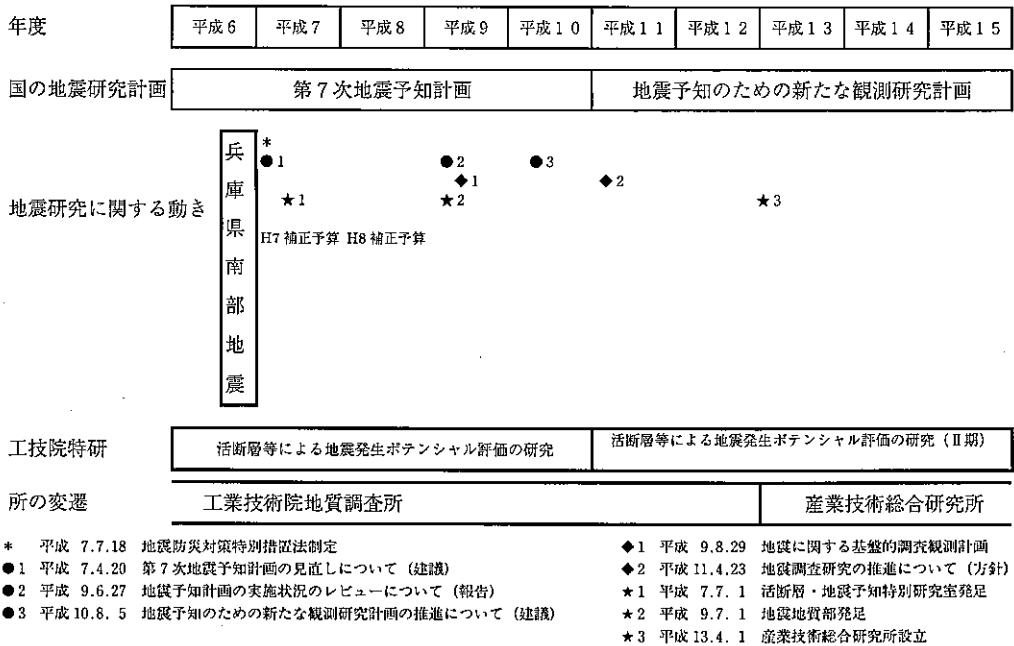 年度 平成6 平成7 平成8 平成9 平成10 平成11 平成12 平成13 平成14 平成15
国の地震研究計画 第7次地震予知計画 地震予知のための新たな観測研究計画
兵庫県南部地震
地震研究に関する動き
*
●1 ●2 ●3
◆1 ◆2
★1 ★2 ★3
H7補正予算 H8補正予算
工技院特研 活断層等による地震発生ポテンシャル評価の研究 活断層等による地震発生ポテンシャル評価の研究(Ⅱ期)
所の変遷 工業技術院地質調査所 産業技術総合研究所
* 平成 7.7.18 地震防災対策特別措置法制定
●1 平成 7.4.20 第7次地震予知計画の見直しについて(建議)
●2 平成 9.6.27 地震予知計画の実施状況のレビューについて(報告)
●3 平成10.8. 5 地震予知のための新たな観測研究計画の推進について(建議)
◆1 平成 9.8.29 地震に関する基盤的調査観測計画
◆2 平成11.4.23 地震調査研究の推進について(方針)
★1 平成 7.7. 1 活断層・地震予知特別研究室発足
★2 平成 9.7. 1 地震地質部発足
★3 平成13.4. 1 産業技術総合研究所設立